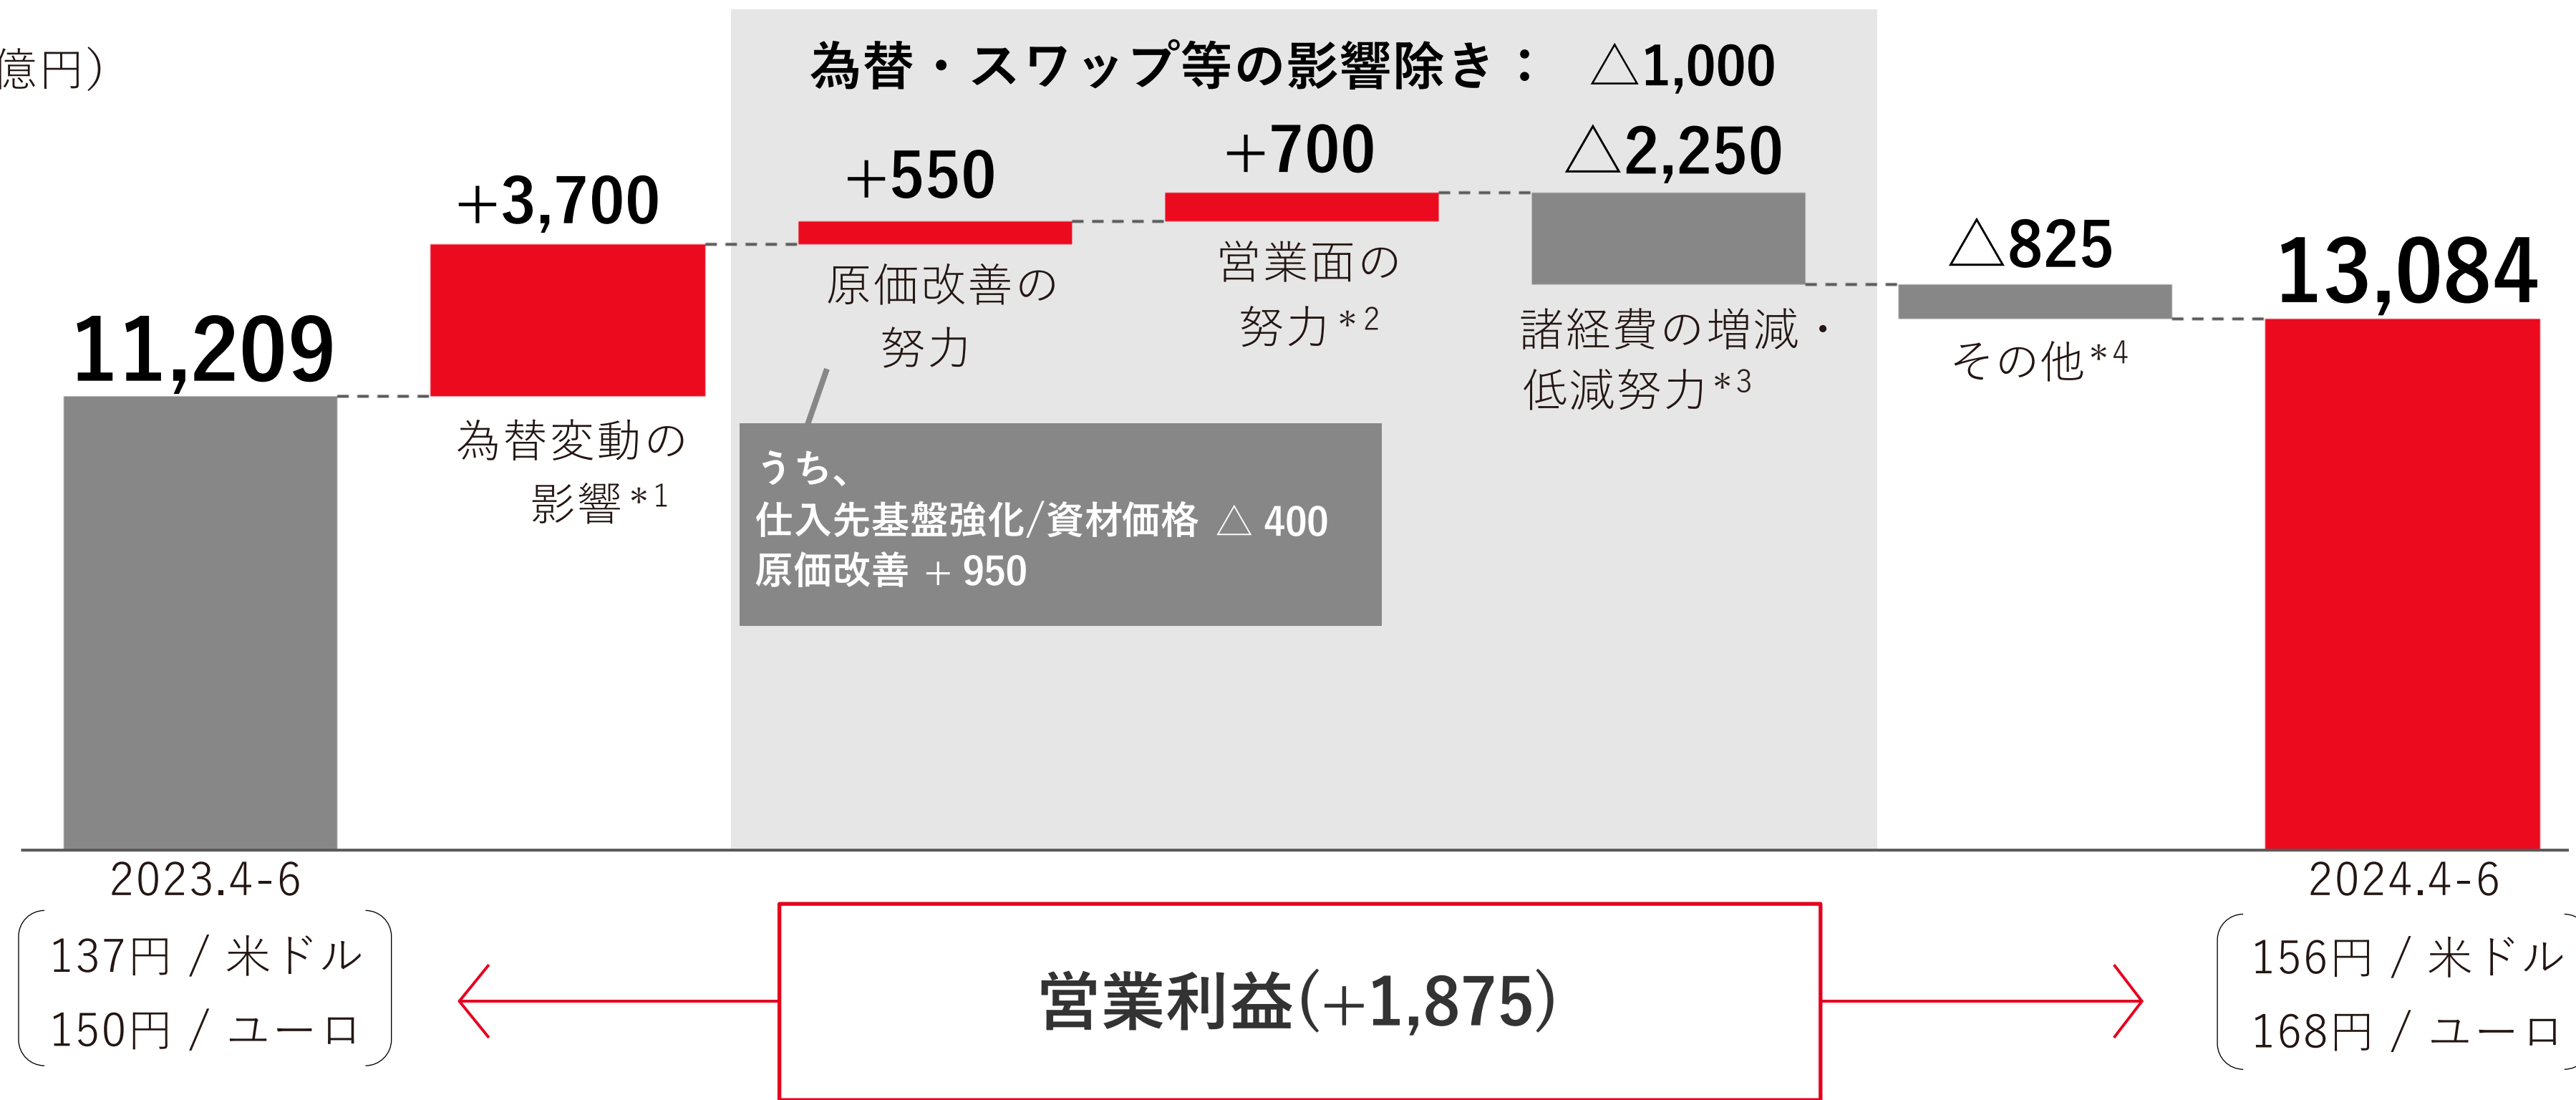 億円)
為替・スワップ等の影響除き： △1,000
11,209
+3,700
為替変動の
影響*1
+550
原価改善の
努力
+700
営業面の
努力*2
△2,250
諸経費の増減・
低減努力*3
△825
その他*4
13,084
うち、
仕入先基盤強化/資材価格 △ 400
原価改善 + 950
2023.4-6
137円 / 米ドル
150円 / ユーロ
営業利益(+1,875)
2024.4-6
156円 / 米ドル
168円 / ユーロ